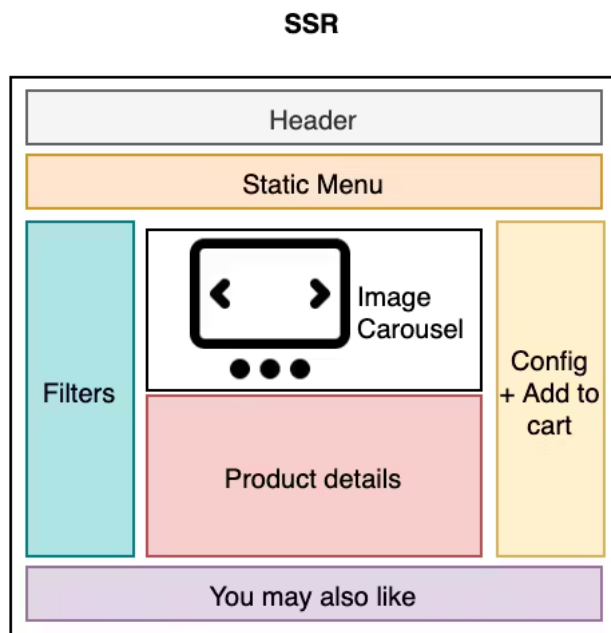 SSR
Header
Static Menu
Filters
Image
Carousel
Config
+ Add to
cart
Product details
You may also like